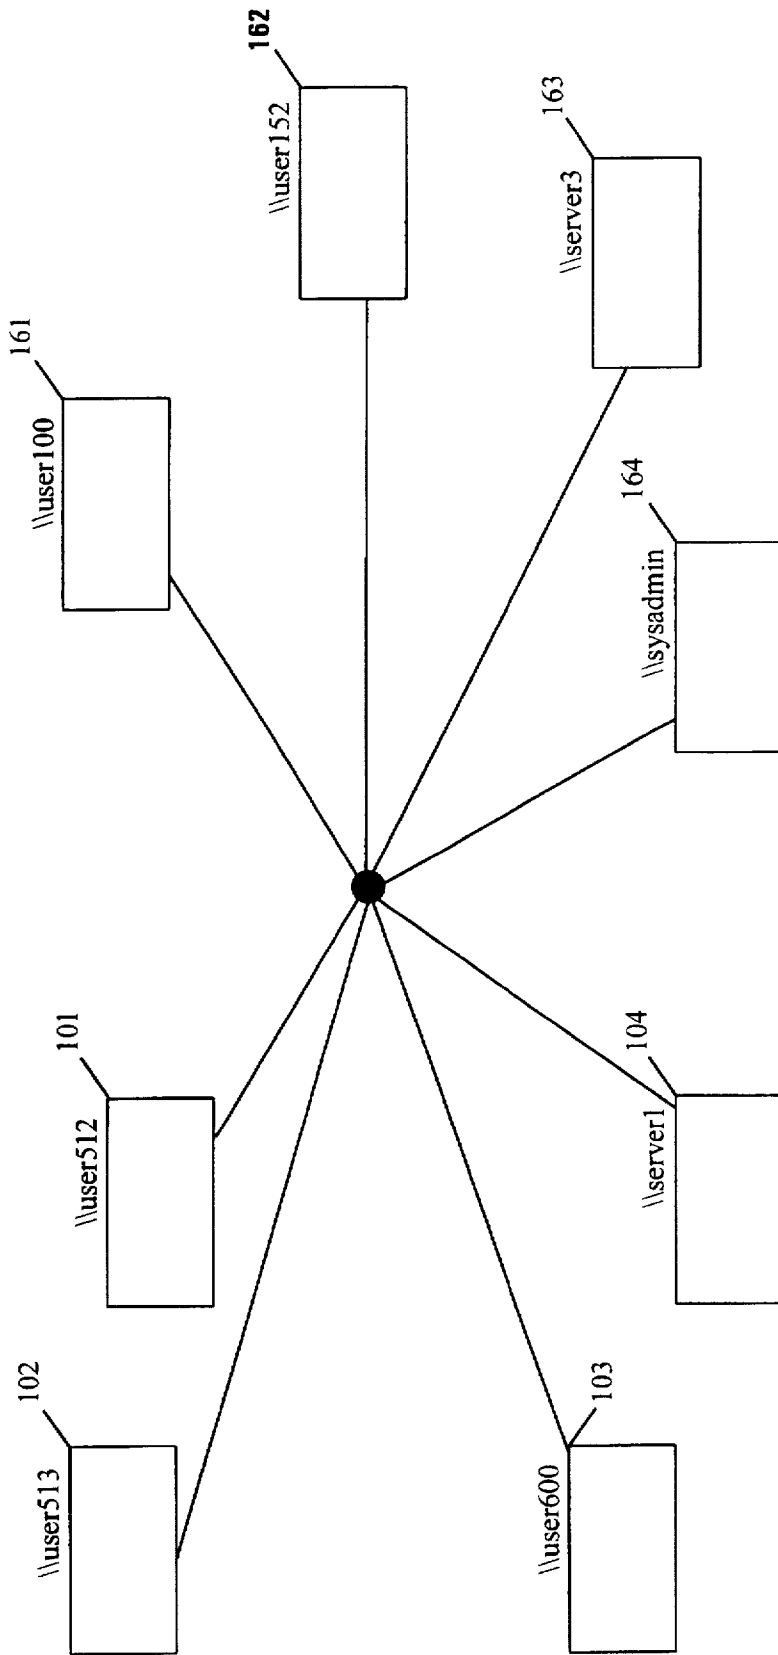 102
\\user513
101
\\user512
161
\\user100
162
\\user152
163
\\server3
164
\\sysadmin
104
\\server1
103
\\user600